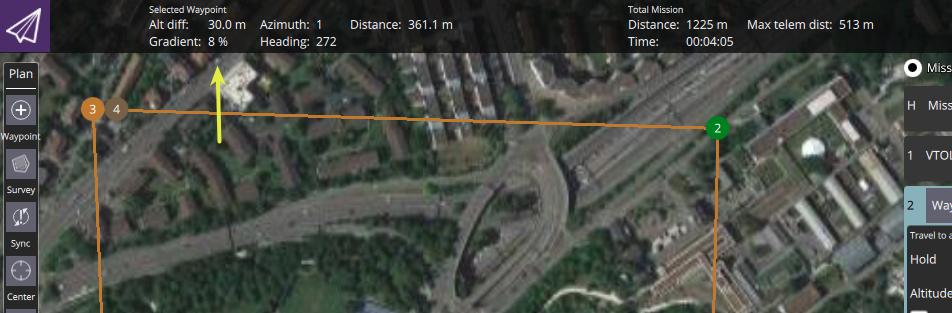 Selected Waypoint
Alt diff: 30.0 m Azimuth: 1 Distance: 361.1 m
Gradient: 8 % Heading: 272
Total Mission
Distance: 1225 m Max telem dist: 513 m
Time: 00:04:05
Plan
Waypoint
Survey
Sync
Center
3 4
2
Miss
H Miss
1 VTOL
2 Way
Travel to a
Hold
Altitude